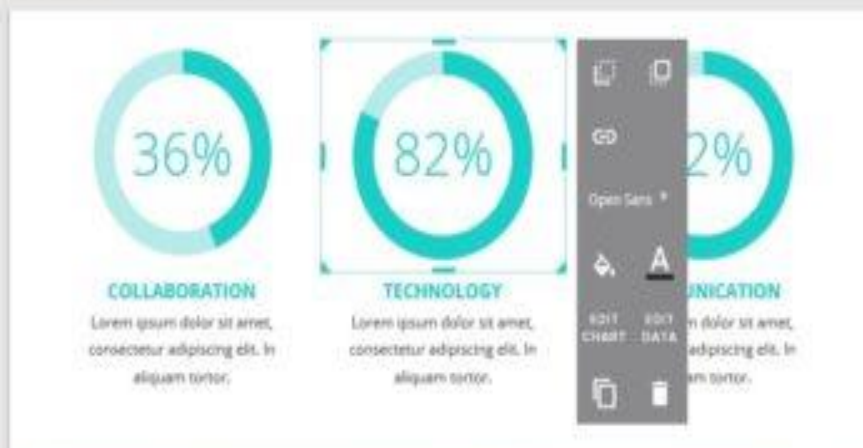 36%
COLLABORATION
Lorem ipsum dolor sit amet,
consectetur adipiscing elit. In
aliquam tortor.
82%
TECHNOLOGY
Lorem ipsum dolor sit amet,
consectetur adipiscing elit. In
aliquam tortor.
Open Sans
A
EDIT CHART
EDIT DATA
2%
NICATION
dolor sit amet,
adipiscing elit. In
tortor.